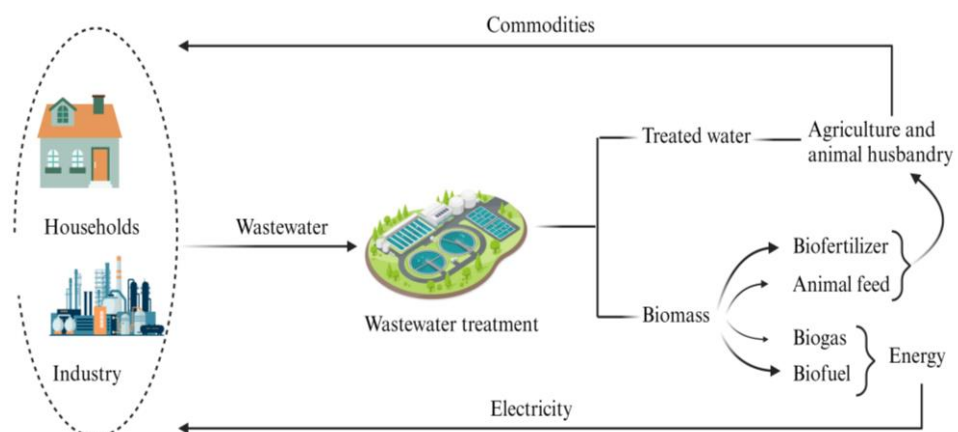 Commodities
Treated water
Agriculture and
animal husbandry
Households
Wastewater
Biofertilizer
Animal feed
Wastewater treatment
Biomass
Biogas
Energy
Biofuel
Industry
Electricity